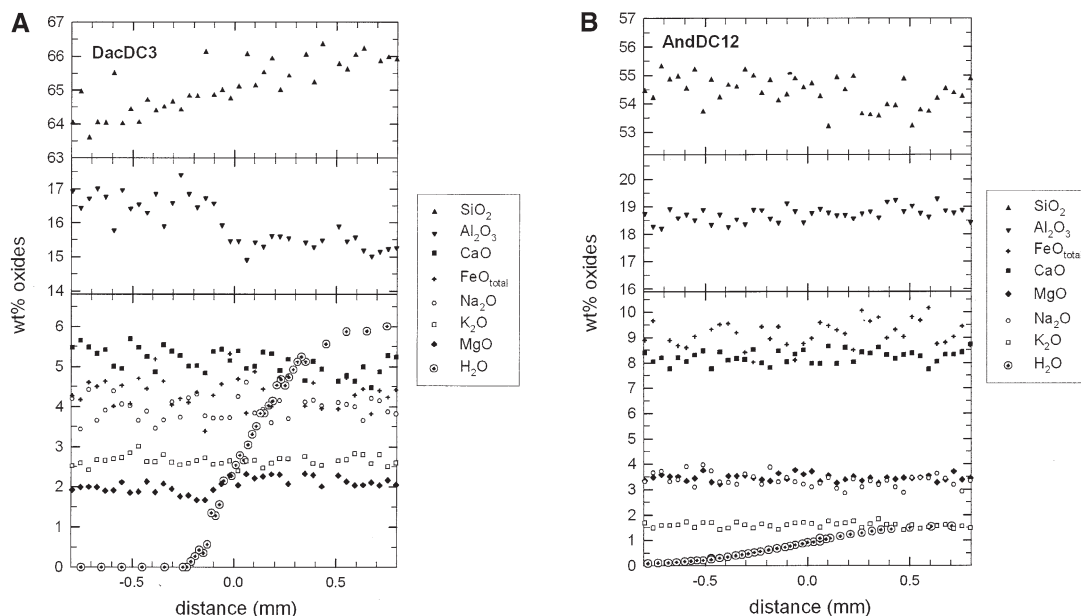 A
DacDC3
67
66
65
64
63
17
16
15
14
6
5
4
3
2
1
0
-0.5
0.0
0.5
wt% oxides
distance (mm)
SiO₂
Al₂O₃
CaO
FeOtotal
Na₂O
K₂O
MgO
H₂O
B
AndDC12
57
56
55
54
53
20
19
18
17
16
10
9
8
7
6
5
4
3
2
1
0
-0.5
0.0
0.5
wt% oxides
distance (mm)
SiO₂
Al₂O₃
FeOtotal
CaO
MgO
Na₂O
K₂O
H₂O